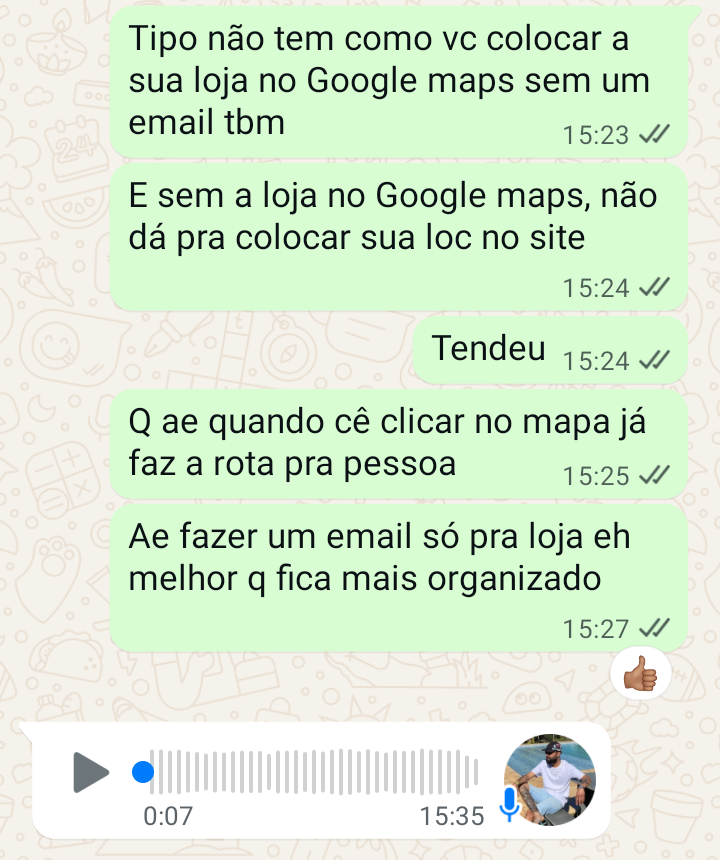 Tipo não tem como vc colocar a
sua loja no Google maps sem um
email tbm
15:23
E sem a loja no Google maps, não
dá pra colocar sua loc no site
15:24
Tendeu 15:24
Q ae quando cê clicar no mapa já
faz a rota pra pessoa 15:25
Ae fazer um email só pra loja eh
melhor q fica mais organizado
15:27
0:07 15:35